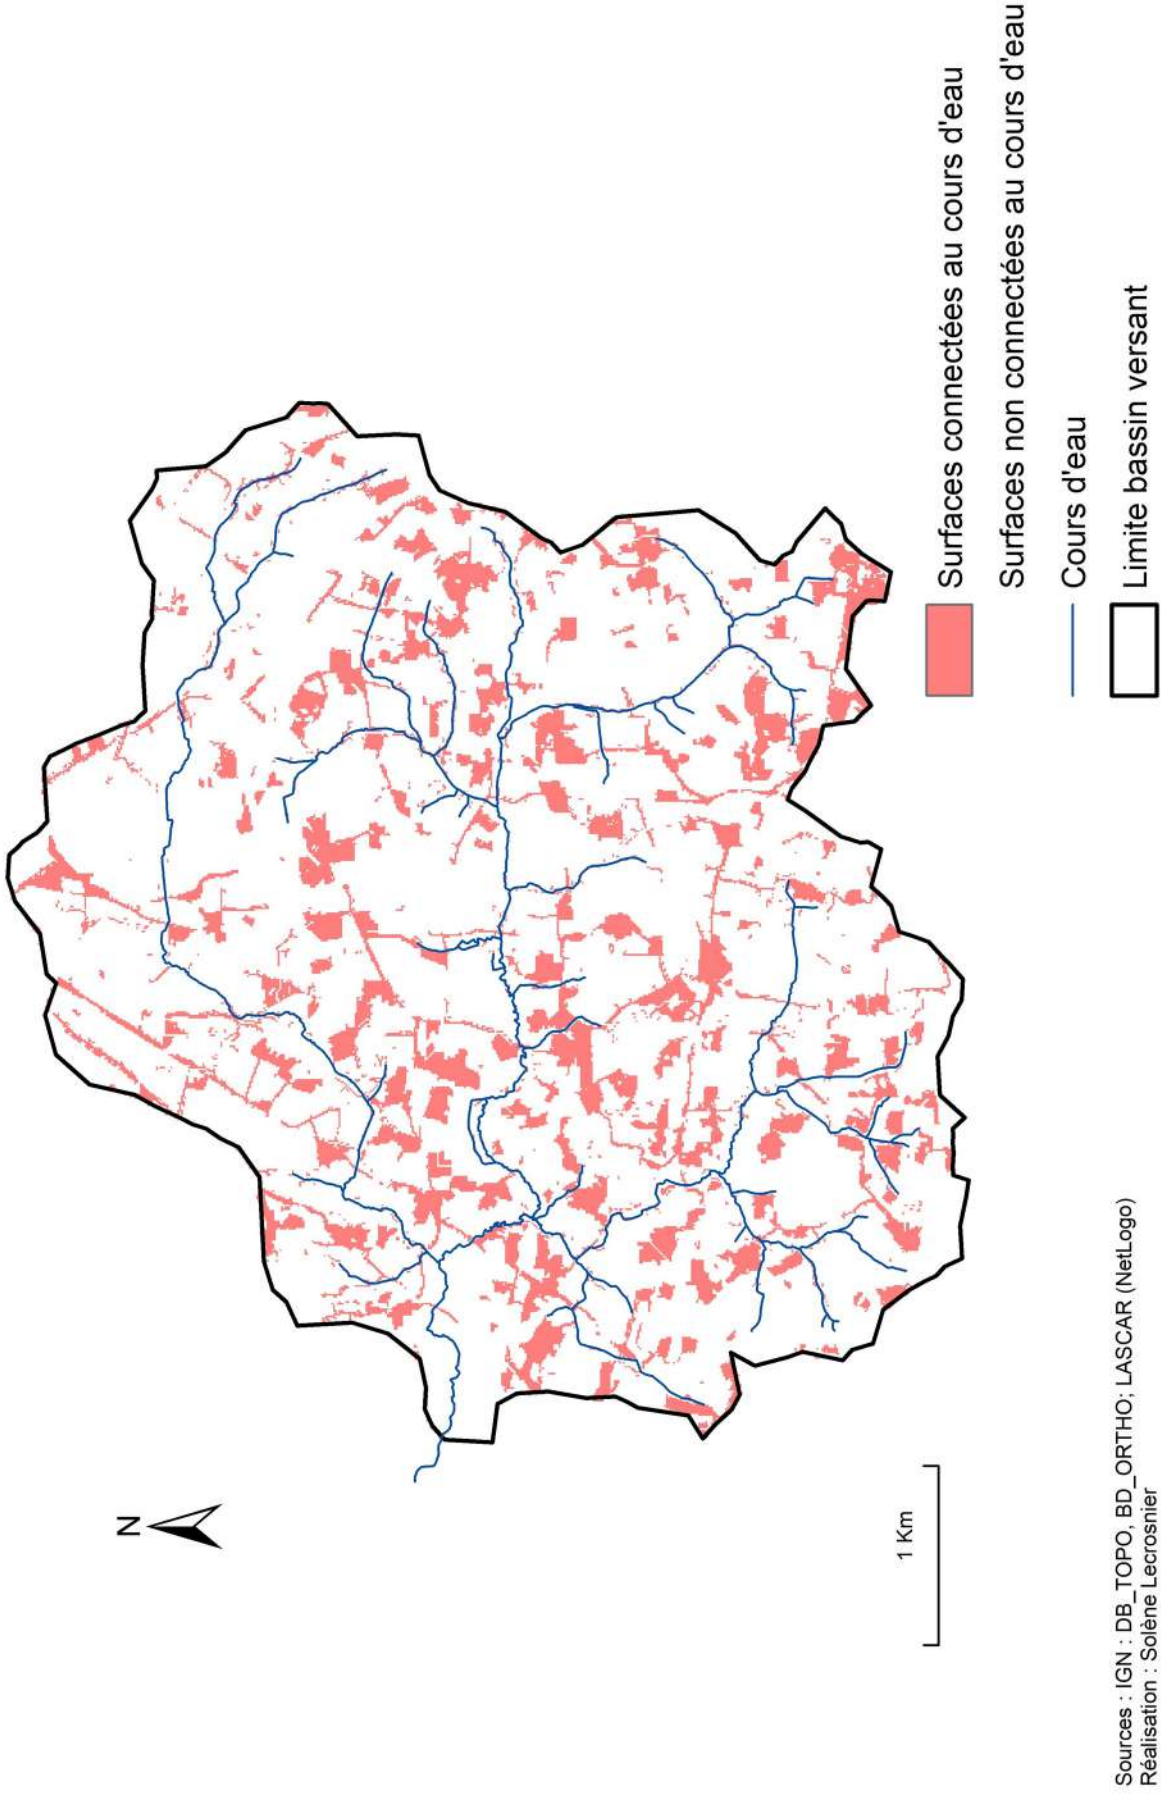 N
Surfaces connectées au cours d'eau
Surfaces non connectées au cours d'eau
Cours d'eau
Limite bassin versant
1 Km
Sources : IGN : DB_TOPO, BD_ORTHO; LASCAR (NetLogo)
Réalisation : Solène Lecrosnier